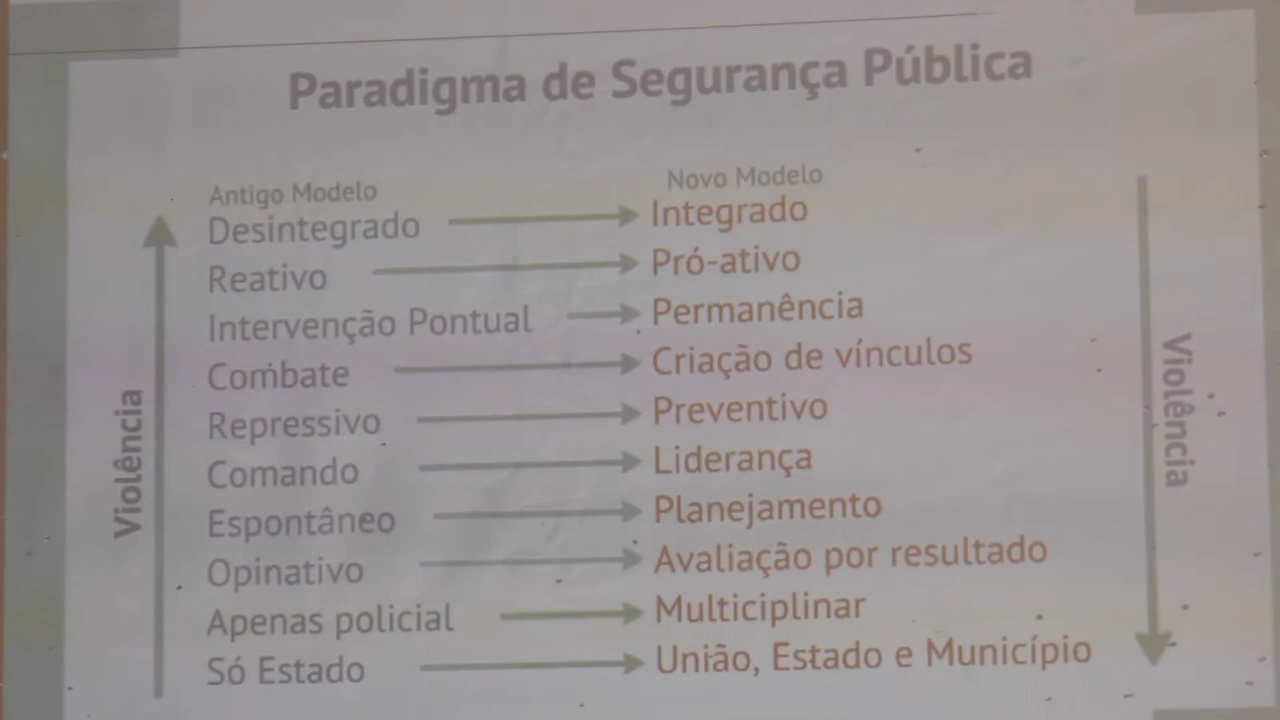 Paradigma de Segurança Pública
Antigo Modelo
Novo Modelo
Desintegrado
Integrado
Reativo
Pró-ativo
Intervenção Pontual
Permanência
Combate
Criação de vínculos
Repressivo
Preventivo
Comando
Liderança
Espontâneo
Planejamento
Opinativo
Avaliação por resultado
Apenas policial
Multiciplinar
Só Estado
União, Estado e Município
Violência
Violência